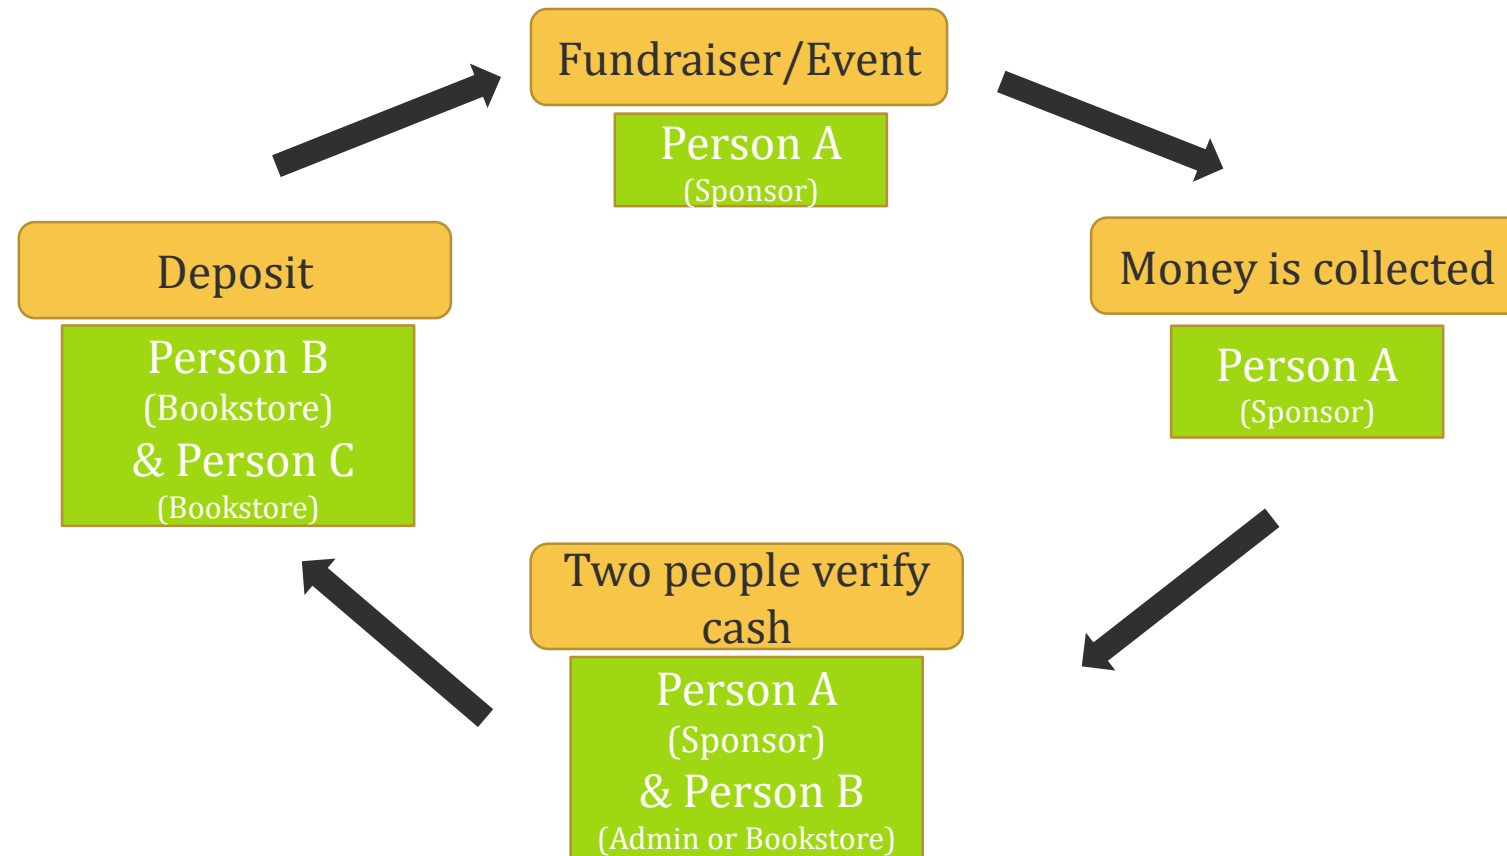 Fundraiser/Event
Person A
(Sponsor)
Money is collected
Person A
(Sponsor)
Two people verify
cash
Person A
(Sponsor)
& Person B
(Admin or Bookstore)
Deposit
Person B
(Bookstore)
& Person C
(Bookstore)